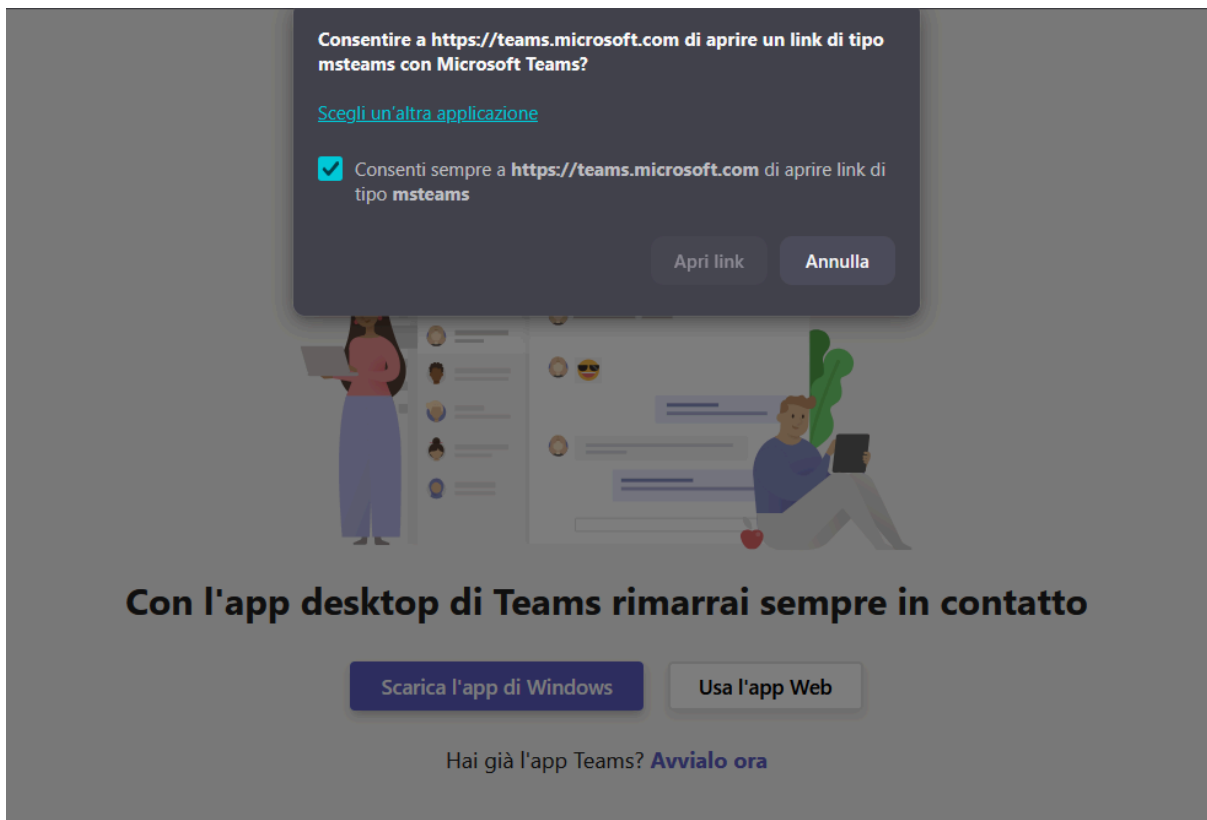 Consentire a https://teams.microsoft.com di aprire un link di tipo
msteams con Microsoft Teams?
Scegli un'altra applicazione
Consenti sempre a https://teams.microsoft.com di aprire link di
tipo msteams
Apri link
Annulla
Con l'app desktop di Teams rimarrai sempre in contatto
Scarica l'app di Windows
Usa l'app Web
Hai già l'app Teams? Avvialo ora